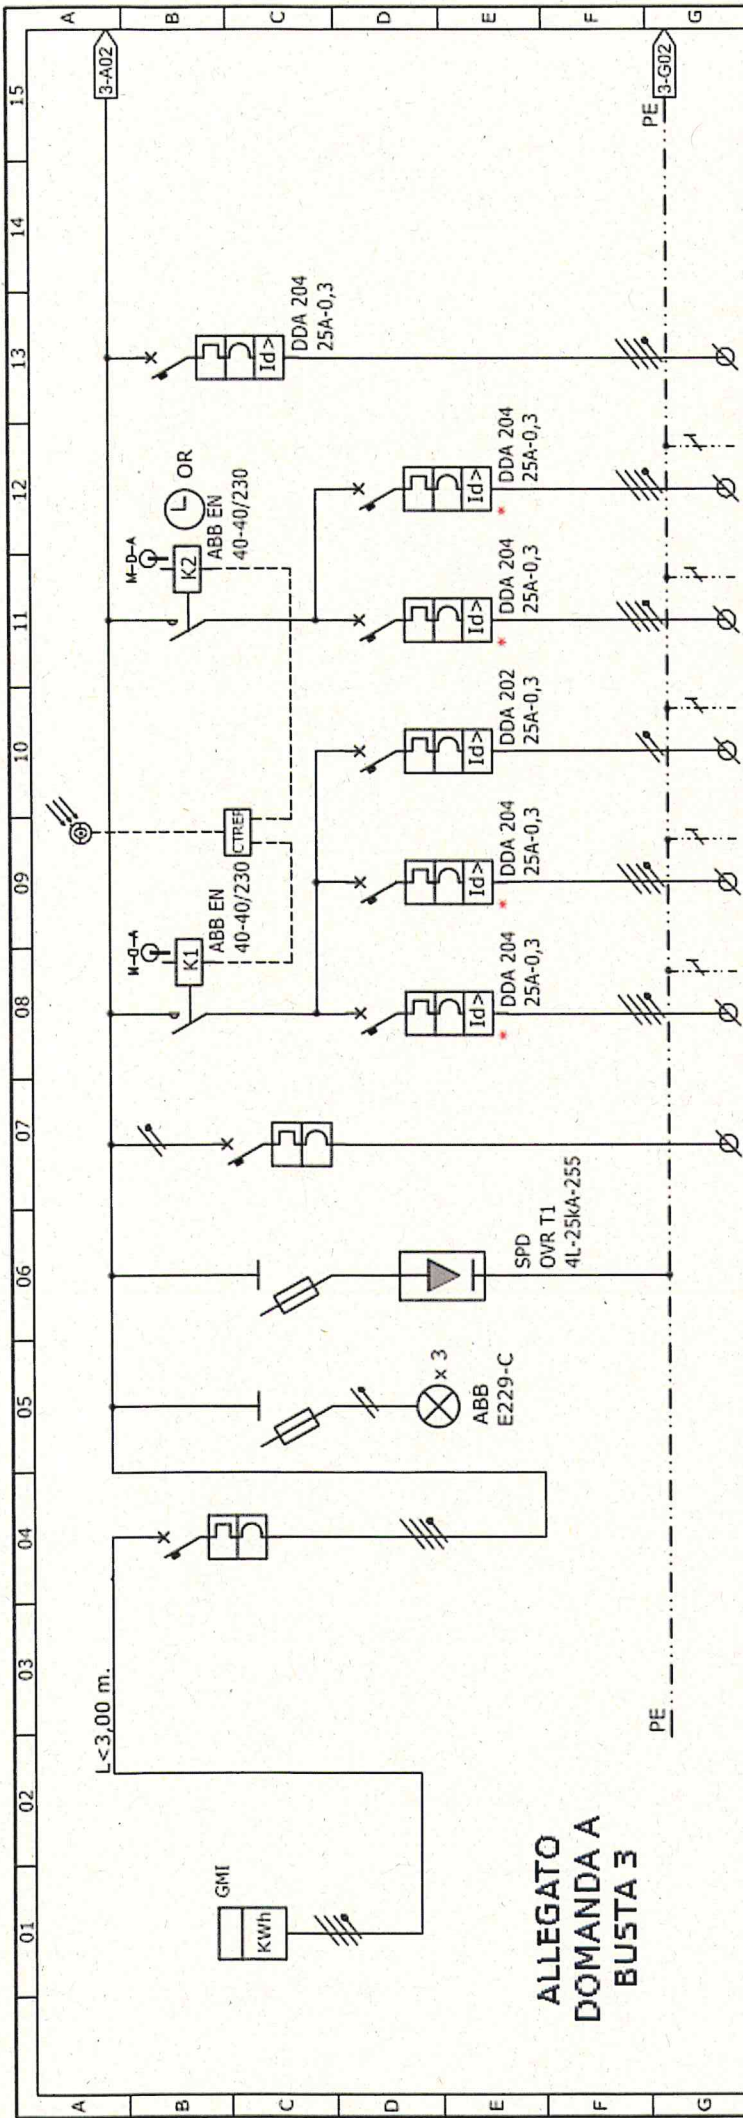 01 02 03 04 05 06 07 08 09 10 11 12 13 14 15
A
B
C
D
E
F
G
A
B
C
D
E
F
G
GMI
KWh
L<3,00 m.
x 3
ABB
E229-C
SPD
OVR T1
4L-25kA-255
M-0-A
K1
ABB EN
40-40/230
CTREP
M-0-A
K2
OR
ABB EN
40-40/230
Id>
*
DDA 204
25A-0,3
Id>
*
DDA 204
25A-0,3
Id>
DDA 202
25A-0,3
Id>
*
DDA 204
25A-0,3
Id>
*
DDA 204
25A-0,3
Id>
DDA 204
25A-0,3
3-A02
PE
PE
3-G02
ALLEGATO
DOMANDA A
BUSTA 3